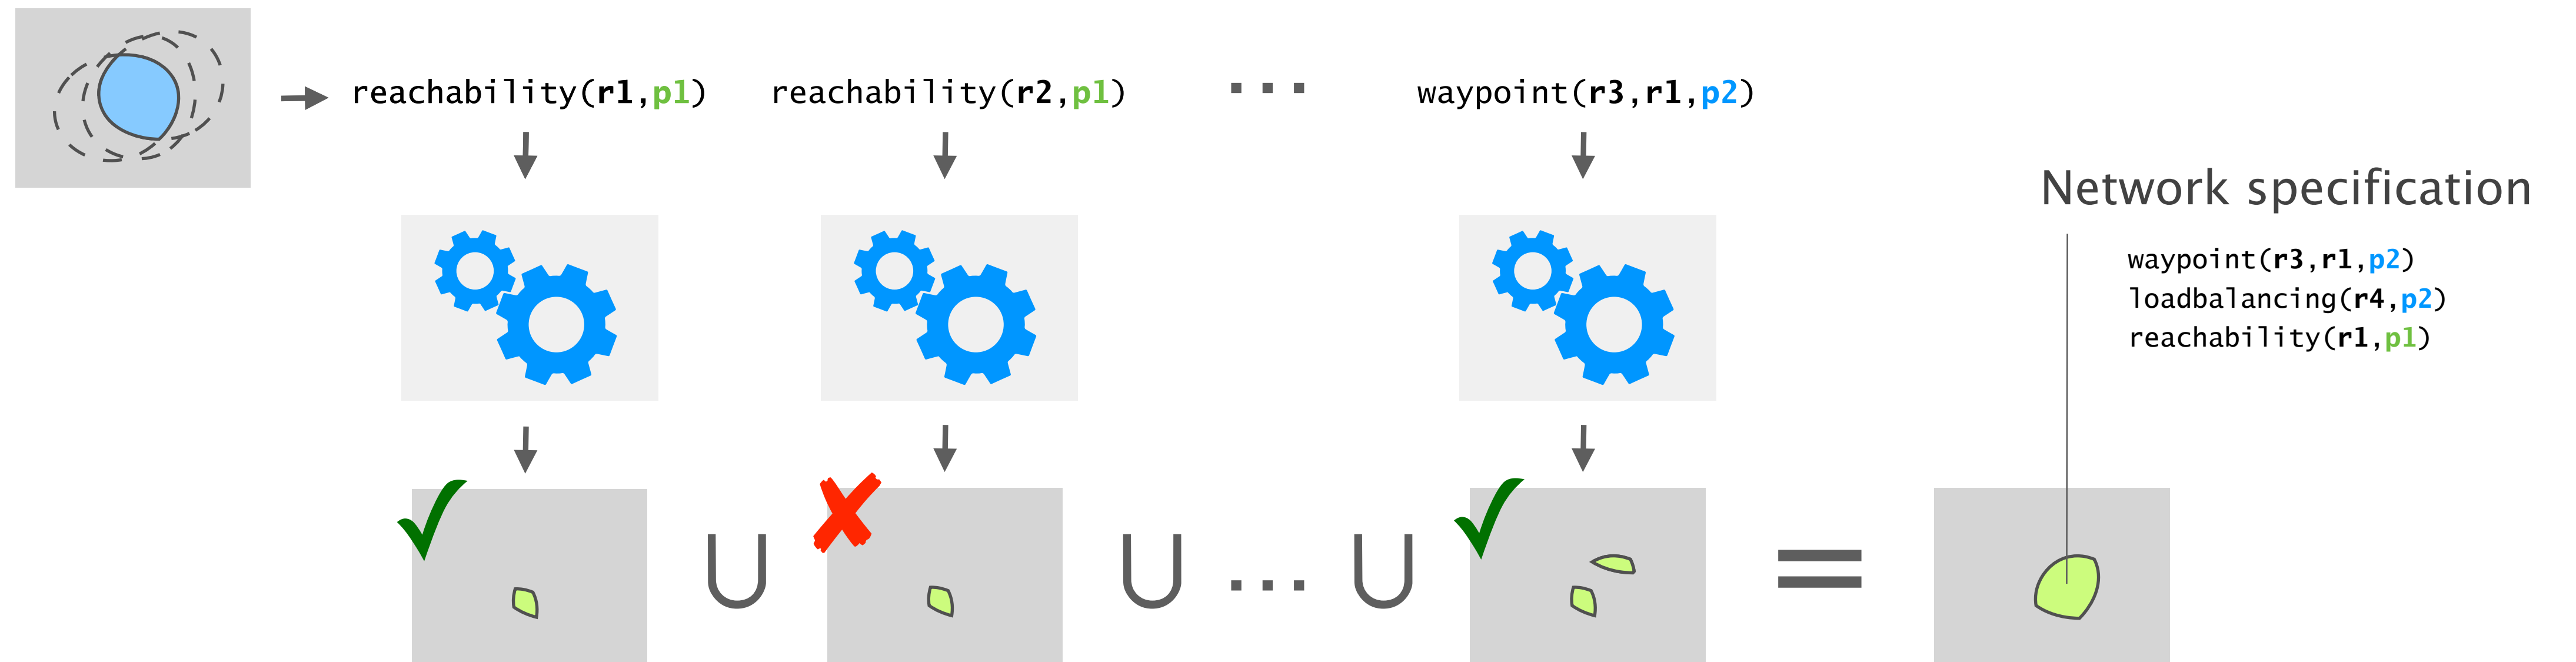 reachability(r1,p1) reachability(r2,p1) ... waypoint(r3,r1,p2)
Network specification
waypoint(r3,r1,p2)
loadbalancing(r4,p2)
reachability(r1,p1)
∪ ∪ ... ∪ =